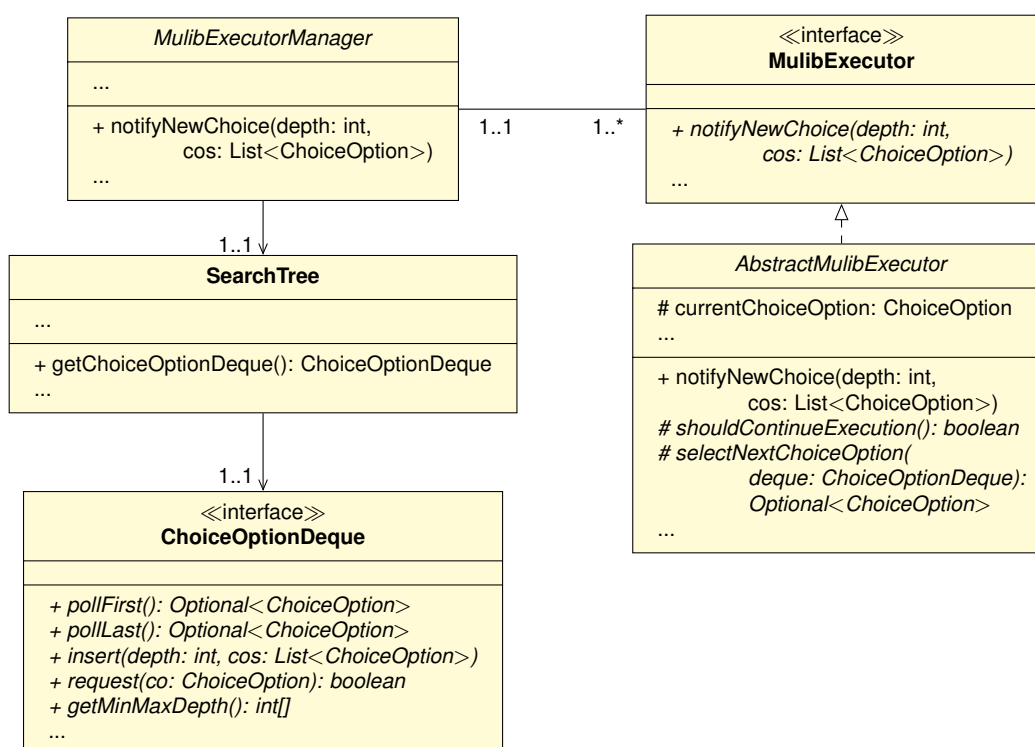 MulibExecutorManager
...
+ notifyNewChoice(depth: int,
cos: List<ChoiceOption>)
...
1..1
1..*
≪interface≫
MulibExecutor
+ notifyNewChoice(depth: int,
cos: List<ChoiceOption>)
...
1..1
SearchTree
...
+ getChoiceOptionDeque(): ChoiceOptionDeque
...
AbstractMulibExecutor
# currentChoiceOption: ChoiceOption
...
+ notifyNewChoice(depth: int,
cos: List<ChoiceOption>)
# shouldContinueExecution(): boolean
# selectNextChoiceOption(
deque: ChoiceOptionDeque):
Optional<ChoiceOption>
...
1..1
≪interface≫
ChoiceOptionDeque
+ pollFirst(): Optional<ChoiceOption>
+ pollLast(): Optional<ChoiceOption>
+ insert(depth: int, cos: List<ChoiceOption>)
+ request(co: ChoiceOption): boolean
+ getMinMaxDepth(): int[]
...